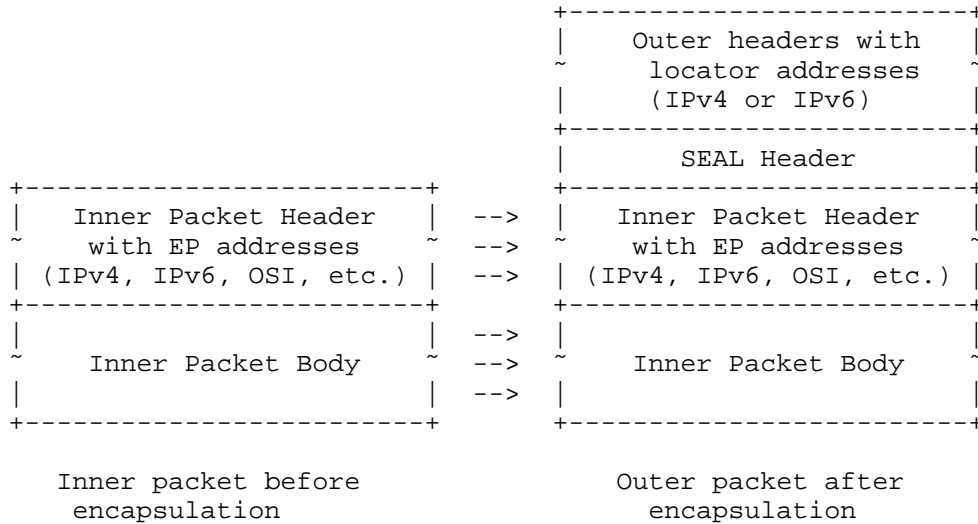 +-------------------------+
                                        |    Outer headers with   |
                                        ~     locator addresses   ~
                                        |     (IPv4 or IPv6)      |
                                        +-------------------------+
                                        |       SEAL Header       |
+-------------------------+             +-------------------------+
|   Inner Packet Header   |  -->  |   Inner Packet Header   |
~    with EP addresses    ~  -->  ~    with EP addresses    ~
| (IPv4, IPv6, OSI, etc.) |  -->  | (IPv4, IPv6, OSI, etc.) |
+-------------------------+             +-------------------------+
|                         |  -->  |                         |
~    Inner Packet Body    ~  -->  ~    Inner Packet Body    ~
|                         |  -->  |                         |
+-------------------------+             +-------------------------+
Inner packet before                     Outer packet after
encapsulation                           encapsulation